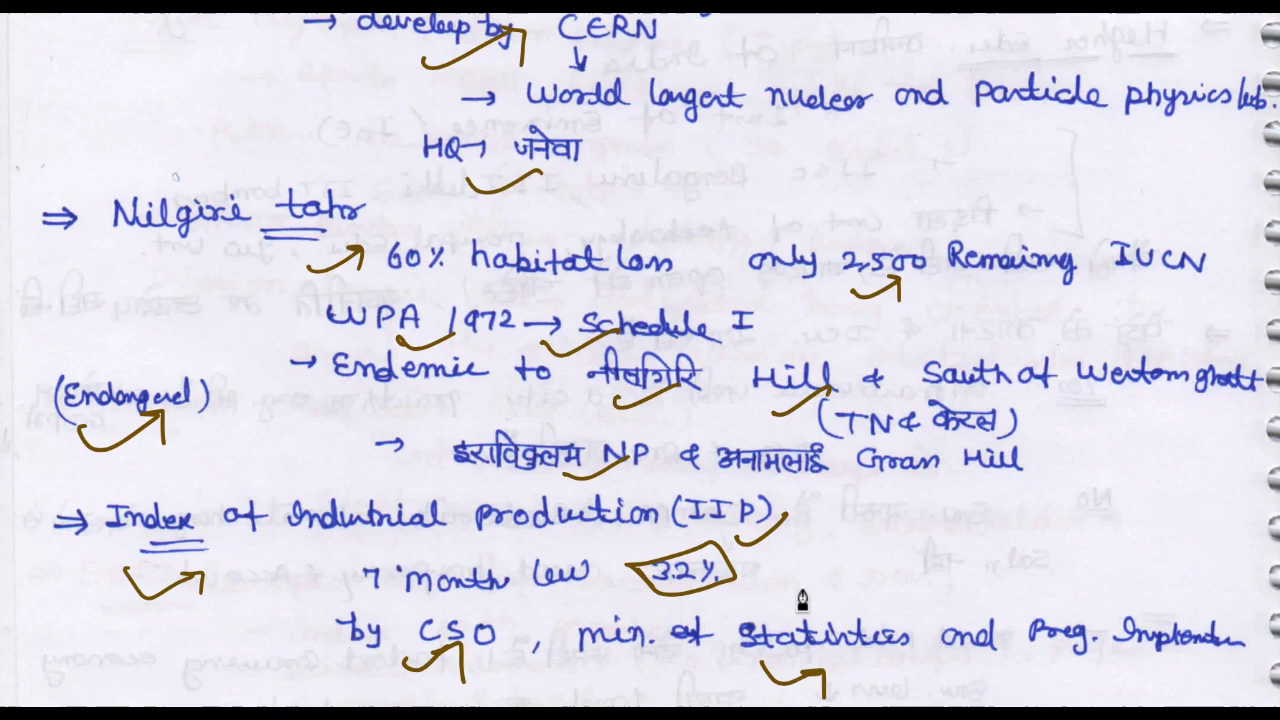 → develop by CERN
↓
→ World largest nuclear and Particle physics lab.
HQ → जनेवा
⇒ Nilgiri tahr
60% habitat loss only 2,500 Remaining IUCN
WPA 1972 → Schedule I
→ Endemic to नीलगिरि Hill & South of Western ghatt
(Endangered) (TN & केरल)
→ इराविकुलम NP & अनामलाई Grass Hill
⇒ Index of Industrial production (IIP)
7 month low 3.2%
by CSO , min. of Statistics and Prog.